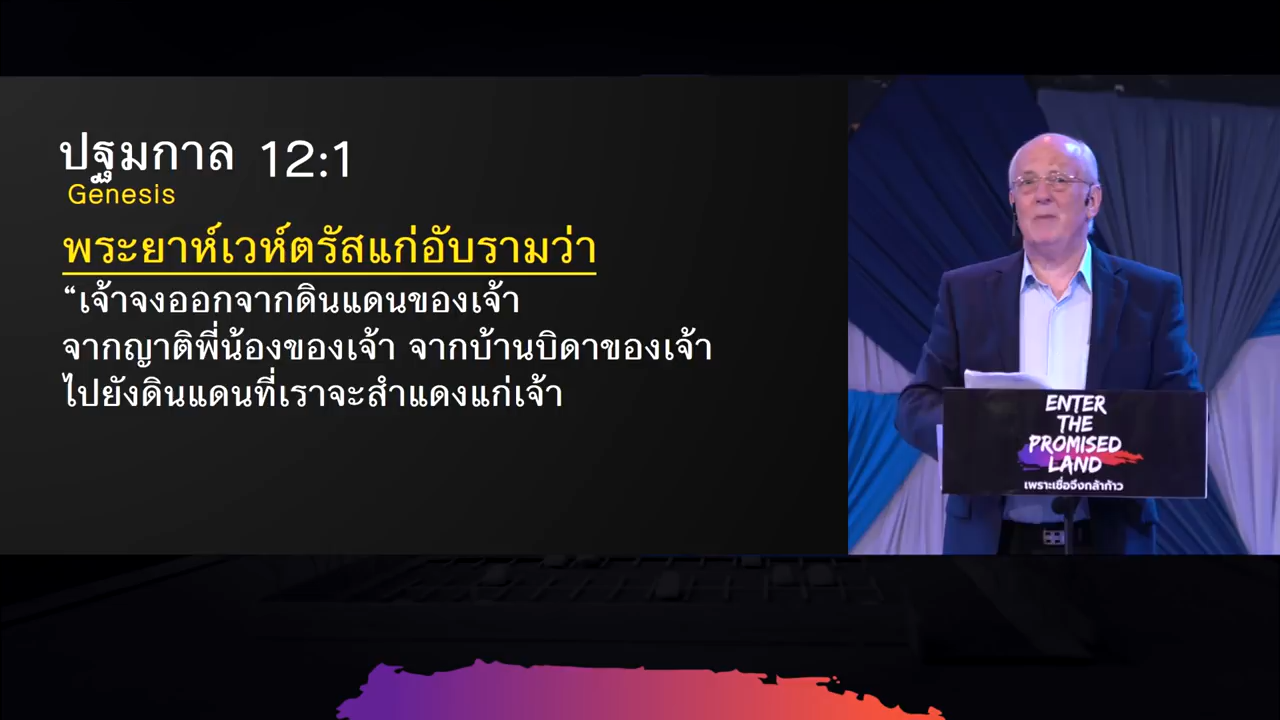 ปฐมกาล 12:1
Genesis
พระยาห์เวห์ตรัสแก่อับรามว่า
“เจ้าจงออกจากดินแดนของเจ้า
จากญาติพี่น้องของเจ้า จากบ้านบิดาของเจ้า
ไปยังดินแดนที่เราจะสำแดงแก่เจ้า
ENTER
THE
PROMISED
LAND
เพราะเชื่อจึงกล้าก้าว